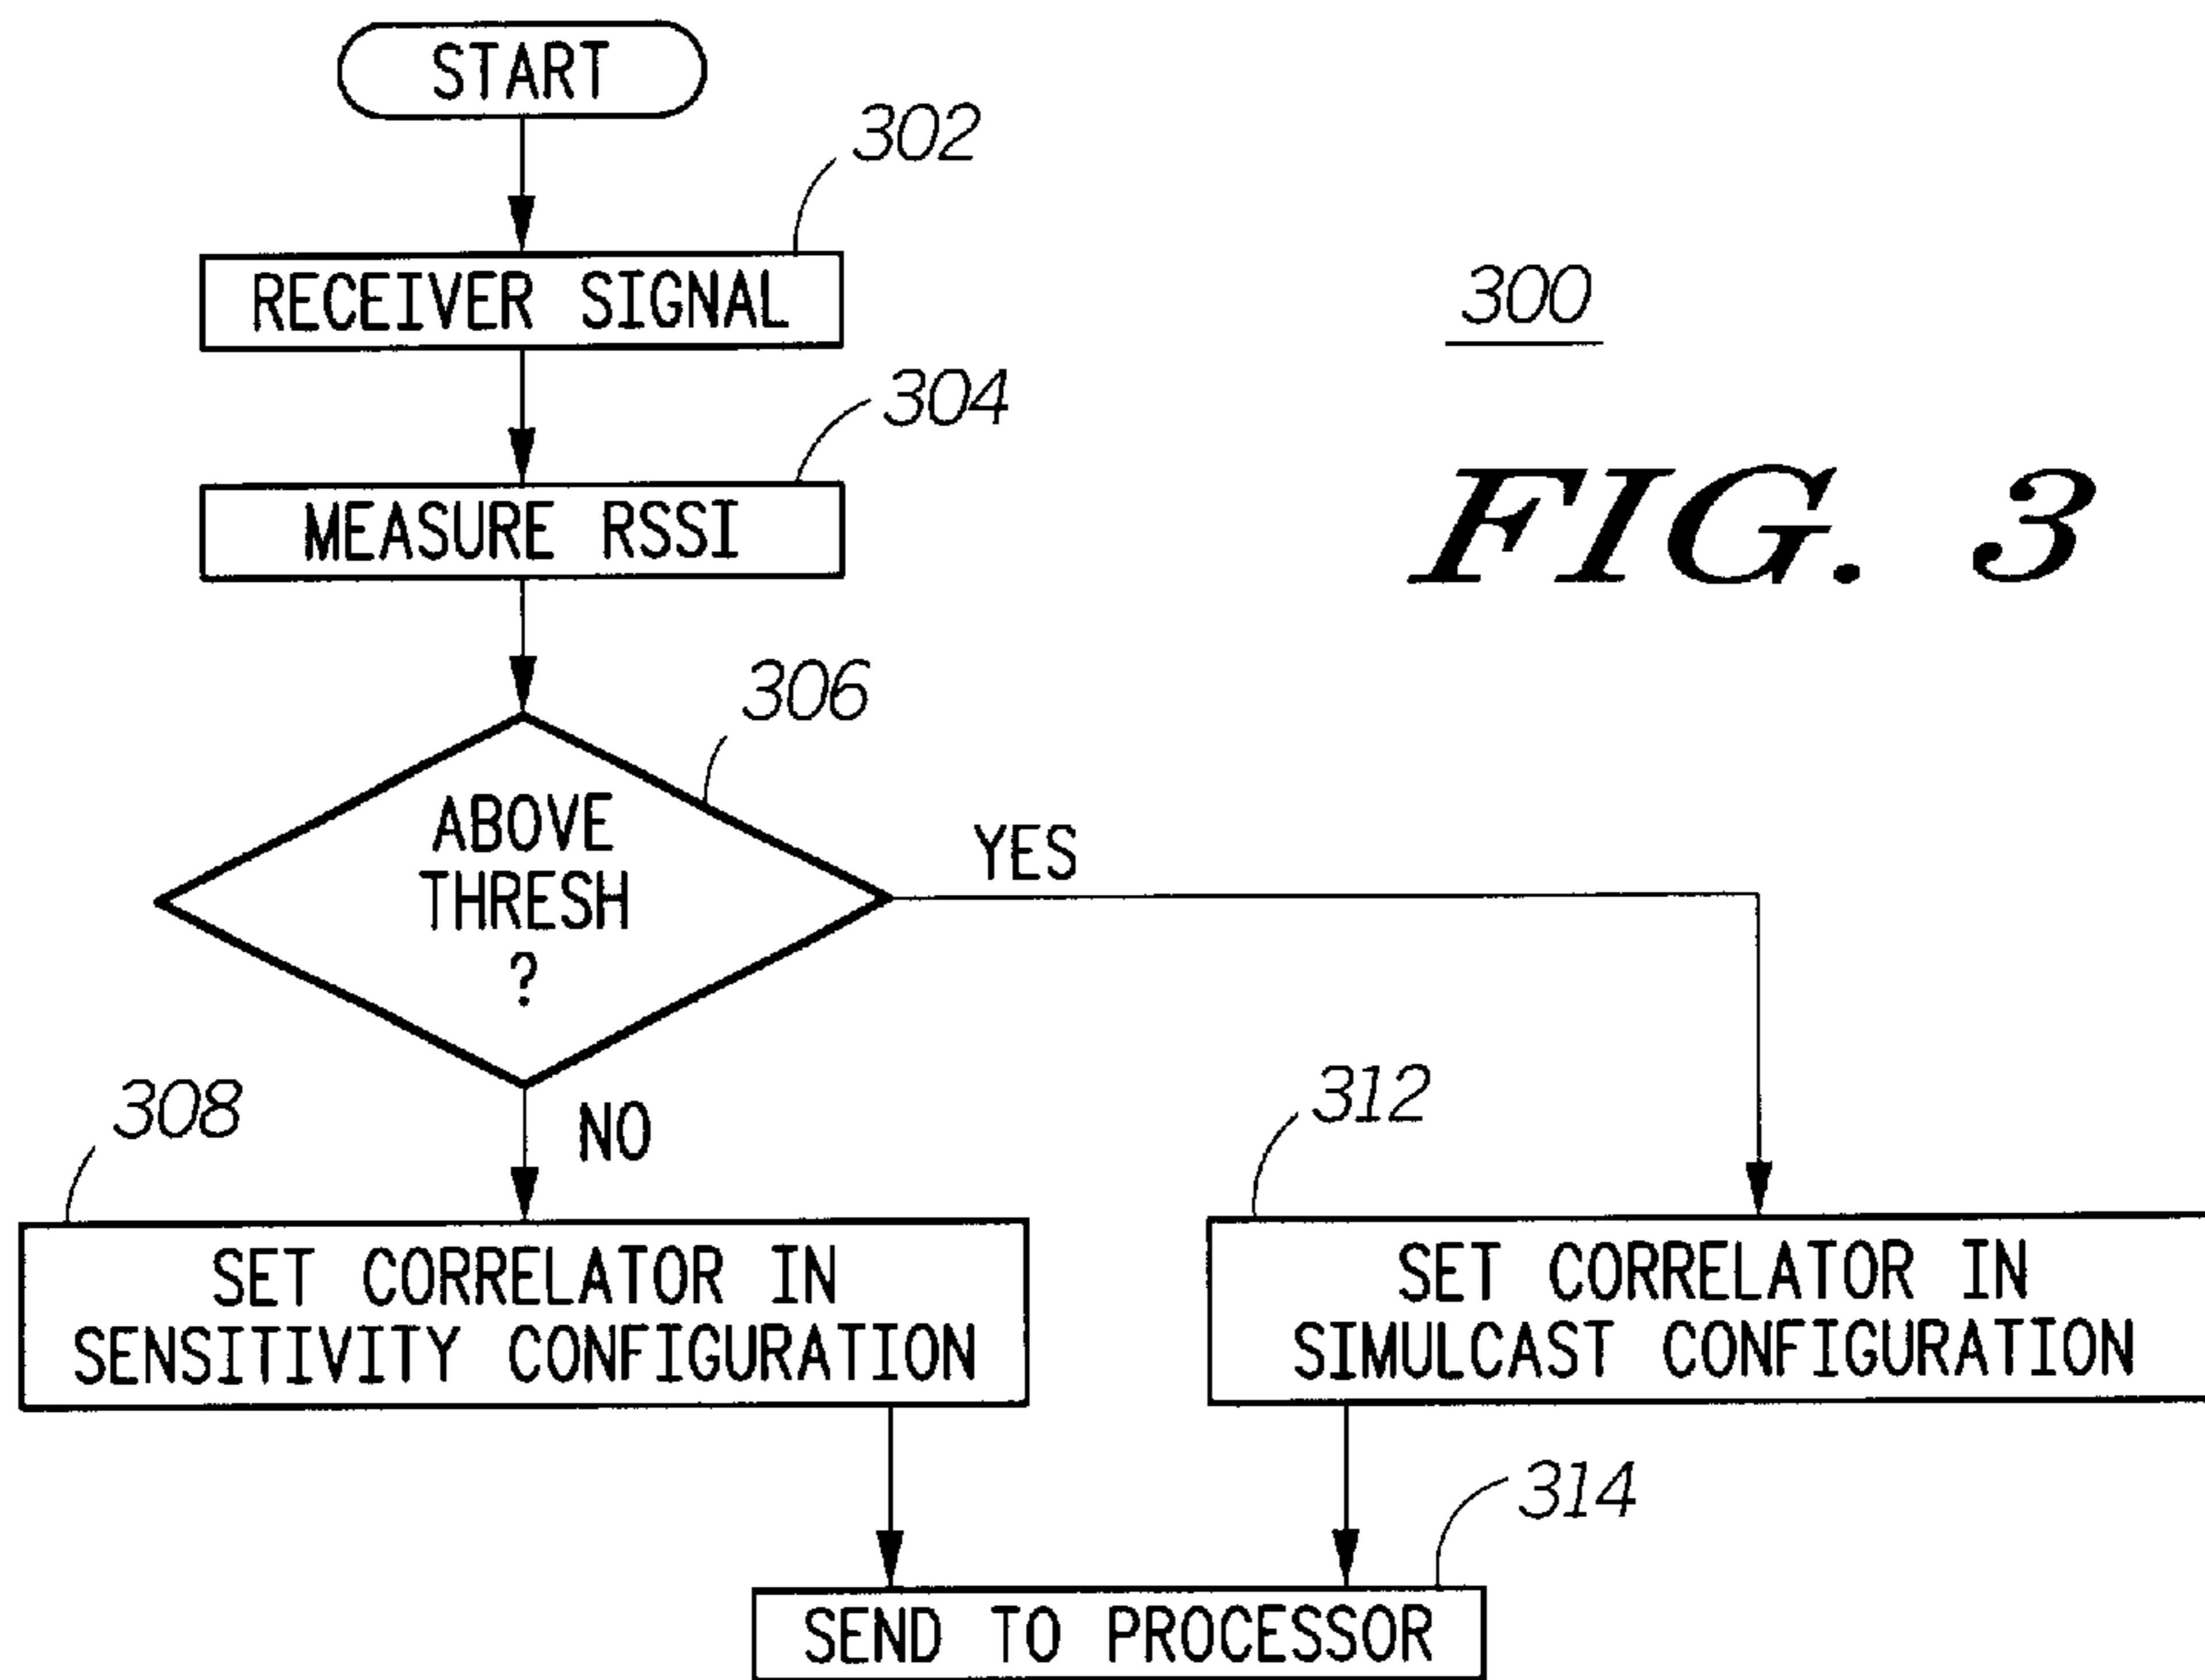 START
302
RECEIVER SIGNAL
300
304
MEASURE RSSI
FIG. 3
306
ABOVE
THRESH
?
YES
NO
308
SET CORRELATOR IN
SENSITIVITY CONFIGURATION
312
SET CORRELATOR IN
SIMULCAST CONFIGURATION
314
SEND TO PROCESSOR